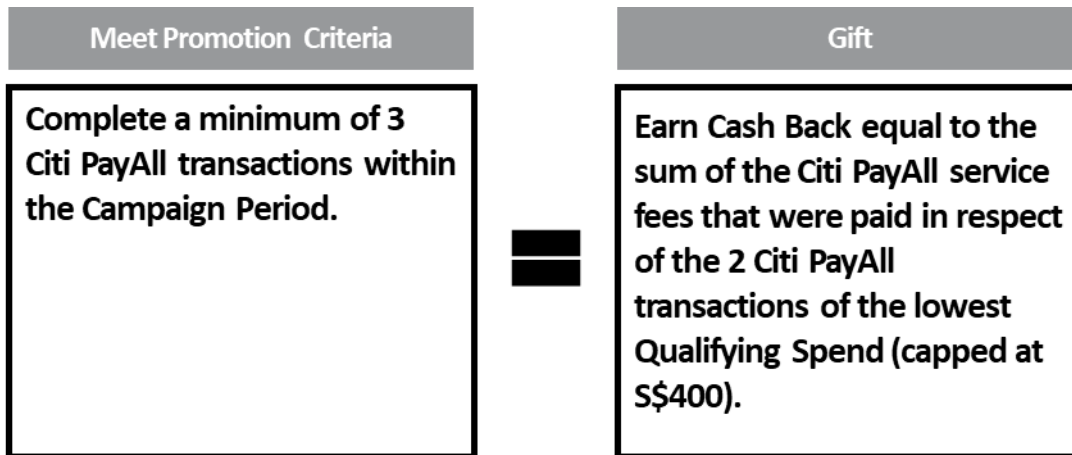 Meet Promotion Criteria
Complete a minimum of 3
Citi PayAll transactions within
the Campaign Period.
Gift
Earn Cash Back equal to the
sum of the Citi PayAll service
fees that were paid in respect
of the 2 Citi PayAll
transactions of the lowest
Qualifying Spend (capped at
S$400).